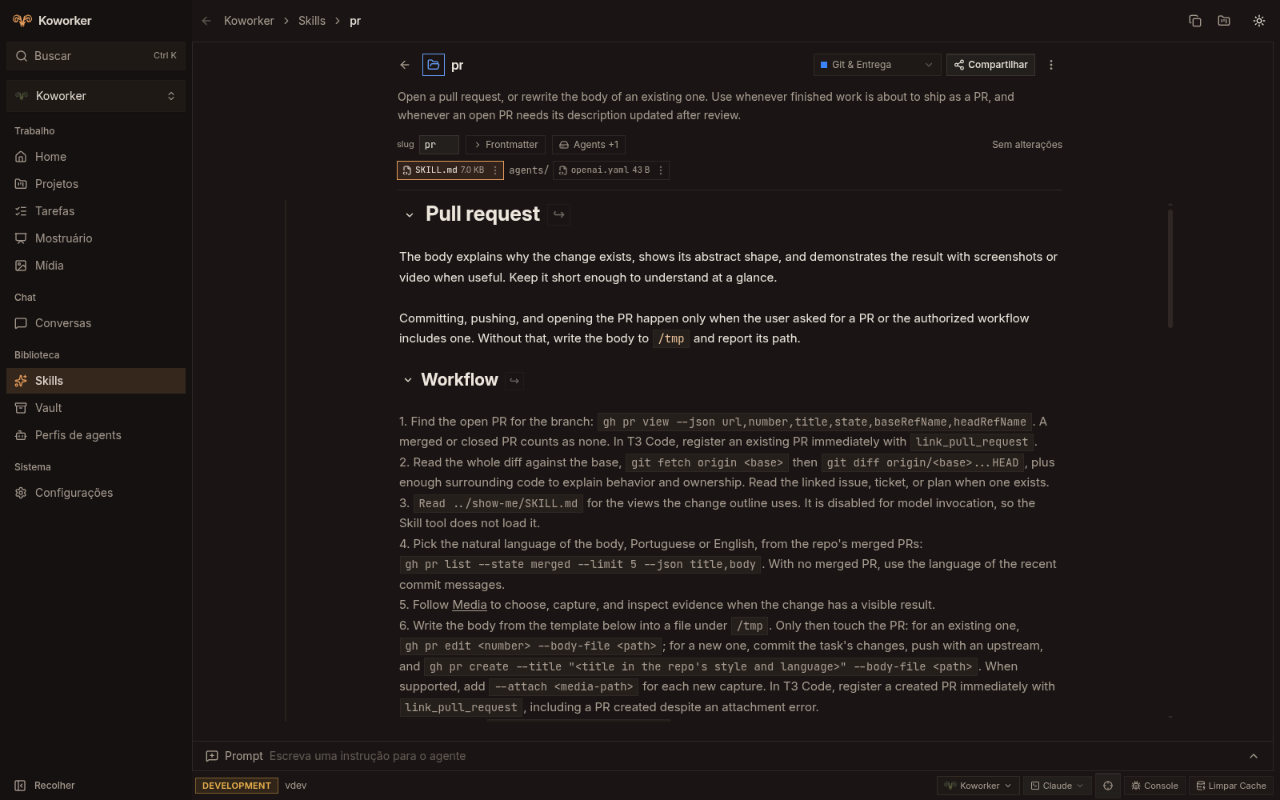 Koworker
Koworker
Skills
pr
Buscar
Ctrl K
pr
Git & Entrega
Compartilhar
Koworker
Open a pull request, or rewrite the body of an existing one. Use whenever finished work is about to ship as a PR, and
whenever an open PR needs its description updated after review.
Trabalho
Home
Projetos
Tarefas
Mostruário
Mídia
Chat
Conversas
Biblioteca
Skills
Vault
Perfis de agents
Sistema
Configurações
slug
pr
Frontmatter
Agents +1
Sem alterações
SKILL.md 7.0 KB
agents/
openai.yaml 43 B
Pull request
The body explains why the change exists, shows its abstract shape, and demonstrates the result with screenshots or
video when useful. Keep it short enough to understand at a glance.
Committing, pushing, and opening the PR happen only when the user asked for a PR or the authorized workflow
includes one. Without that, write the body to /tmp and report its path.
Workflow
1. Find the open PR for the branch: gh pr view --json url,number,title,state,baseRefName,headRefName. A
merged or closed PR counts as none. In T3 Code, register an existing PR immediately with link_pull_request.
2. Read the whole diff against the base, git fetch origin <base> then git diff origin/<base>...HEAD, plus
enough surrounding code to explain behavior and ownership. Read the linked issue, ticket, or plan when one exists.
3. Read ../show-me/SKILL.md for the views the change outline uses. It is disabled for model invocation, so the
Skill tool does not load it.
4. Pick the natural language of the body, Portuguese or English, from the repo's merged PRs:
gh pr list --state merged --limit 5 --json title,body. With no merged PR, use the language of the recent
commit messages.
5. Follow Media to choose, capture, and inspect evidence when the change has a visible result.
6. Write the body from the template below into a file under /tmp. Only then touch the PR: for an existing one,
gh pr edit <number> --body-file <path>; for a new one, commit the task's changes, push with an upstream,
and gh pr create --title "<title in the repo's style and language>" --body-file <path>. When
supported, add --attach <media-path> for each new capture. In T3 Code, register a created PR immediately with
link_pull_request, including a PR created despite an attachment error.
Prompt
Escreva uma instrução para o agente
Recolher
DEVELOPMENT
vdev
Koworker
Claude
Console
Limpar Cache